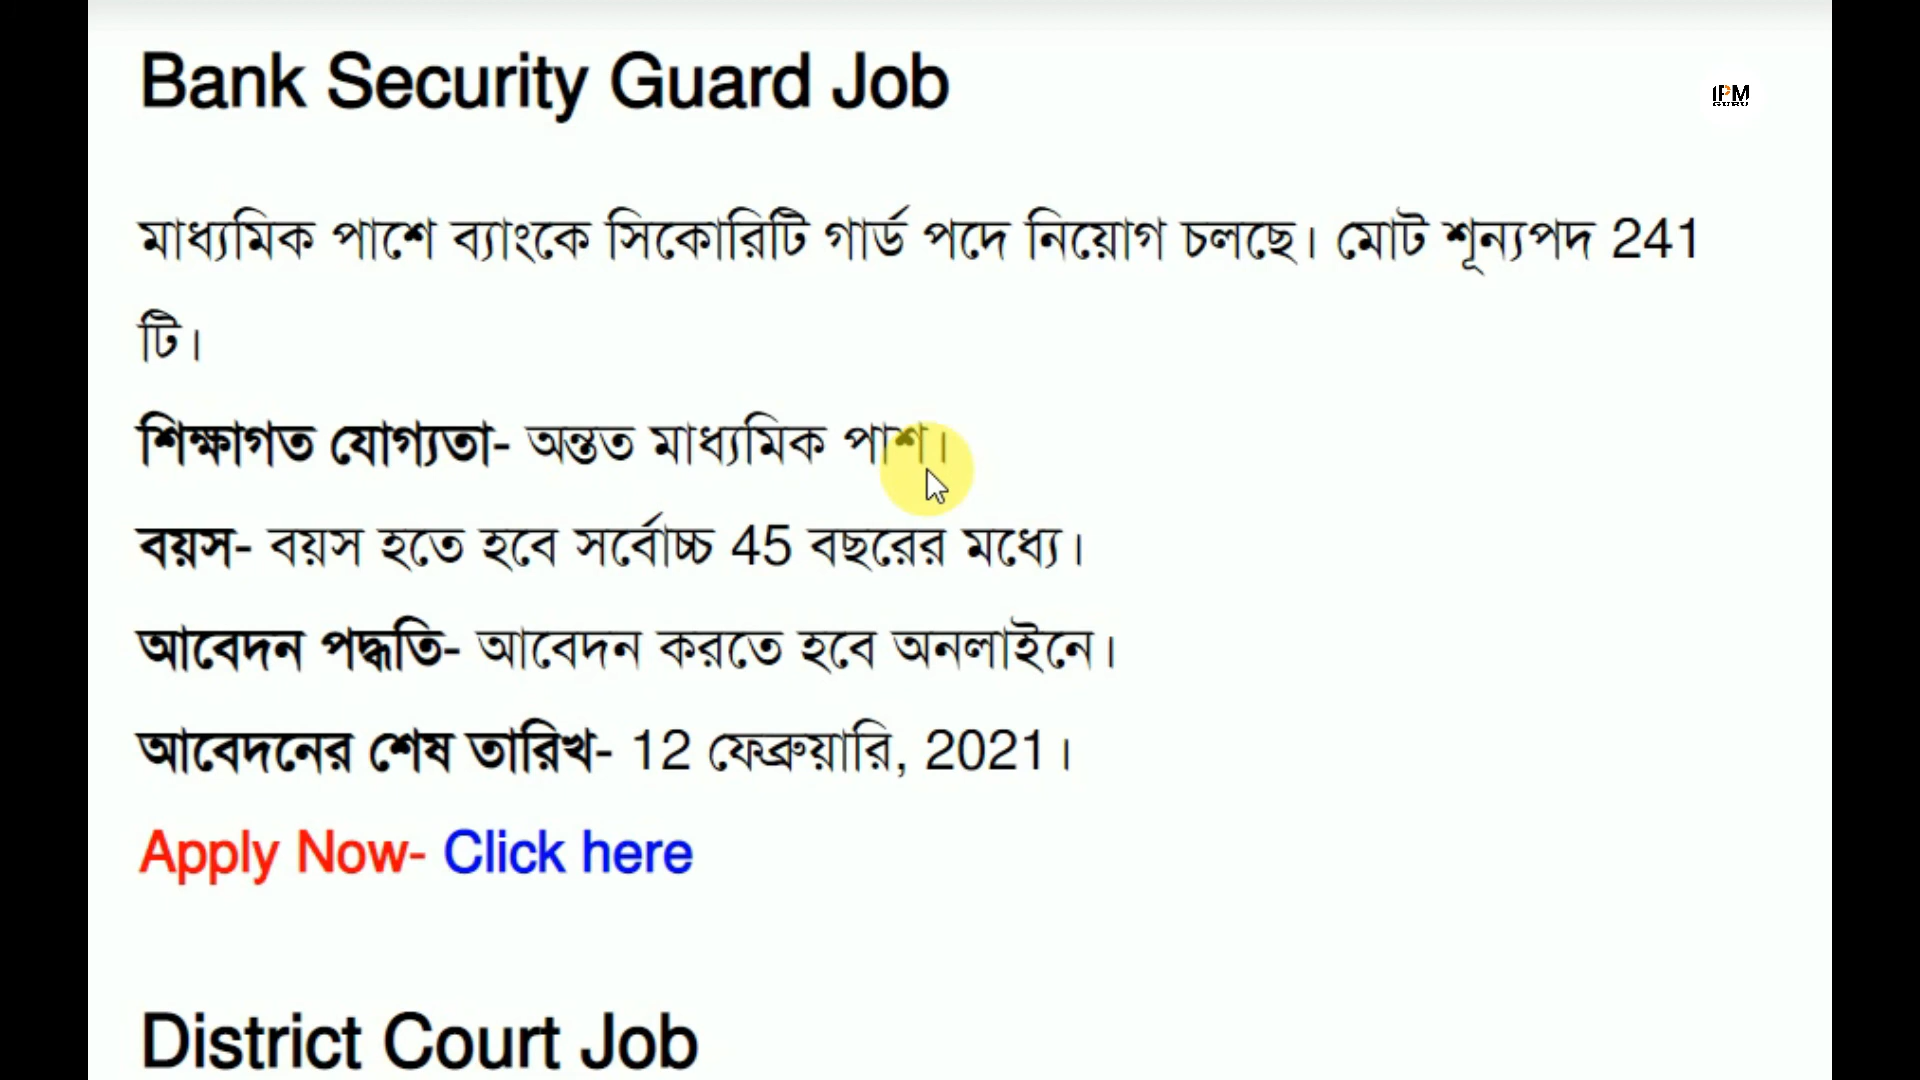 Bank Security Guard Job
IPM
GURU
মাধ্যমিক পাশে ব্যাংকে সিকোরিটি গার্ড পদে নিয়োগ চলছে। মোট শূন্যপদ 241
টি।
শিক্ষাগত যোগ্যতা- অন্তত মাধ্যমিক পাশ।
বয়স- বয়স হতে হবে সর্বোচ্চ 45 বছরের মধ্যে।
আবেদন পদ্ধতি- আবেদন করতে হবে অনলাইনে।
আবেদনের শেষ তারিখ- 12 ফেব্রুয়ারি, 2021।
Apply Now- Click here
District Court Job